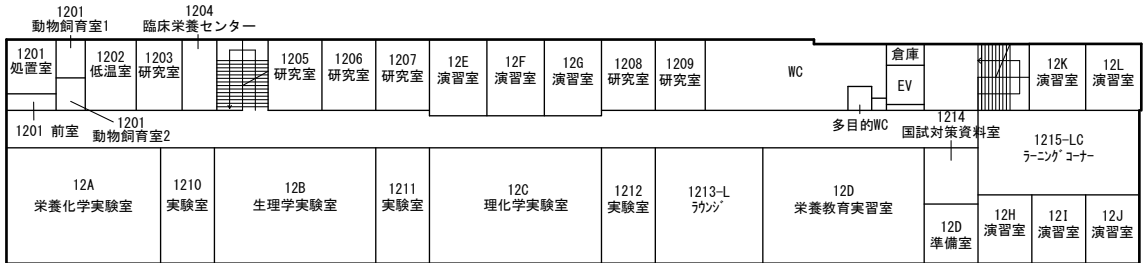 1201
動物飼育室1
1204
臨床栄養センター
1201
処置室
1202
低温室
1203
研究室
1205
研究室
1206
研究室
1207
研究室
12E
演習室
12F
演習室
12G
演習室
1208
研究室
1209
研究室
WC
倉庫
EV
12K
演習室
12L
演習室
1201 前室
1201
動物飼育室2
多目的WC
1214
国試対策資料室
1215-LC
ラーニングコーナー
12A
栄養化学実験室
1210
実験室
12B
生理学実験室
1211
実験室
12C
理化学実験室
1212
実験室
1213-L
ラウンジ
12D
栄養教育実習室
12D
準備室
12H
演習室
12I
演習室
12J
演習室